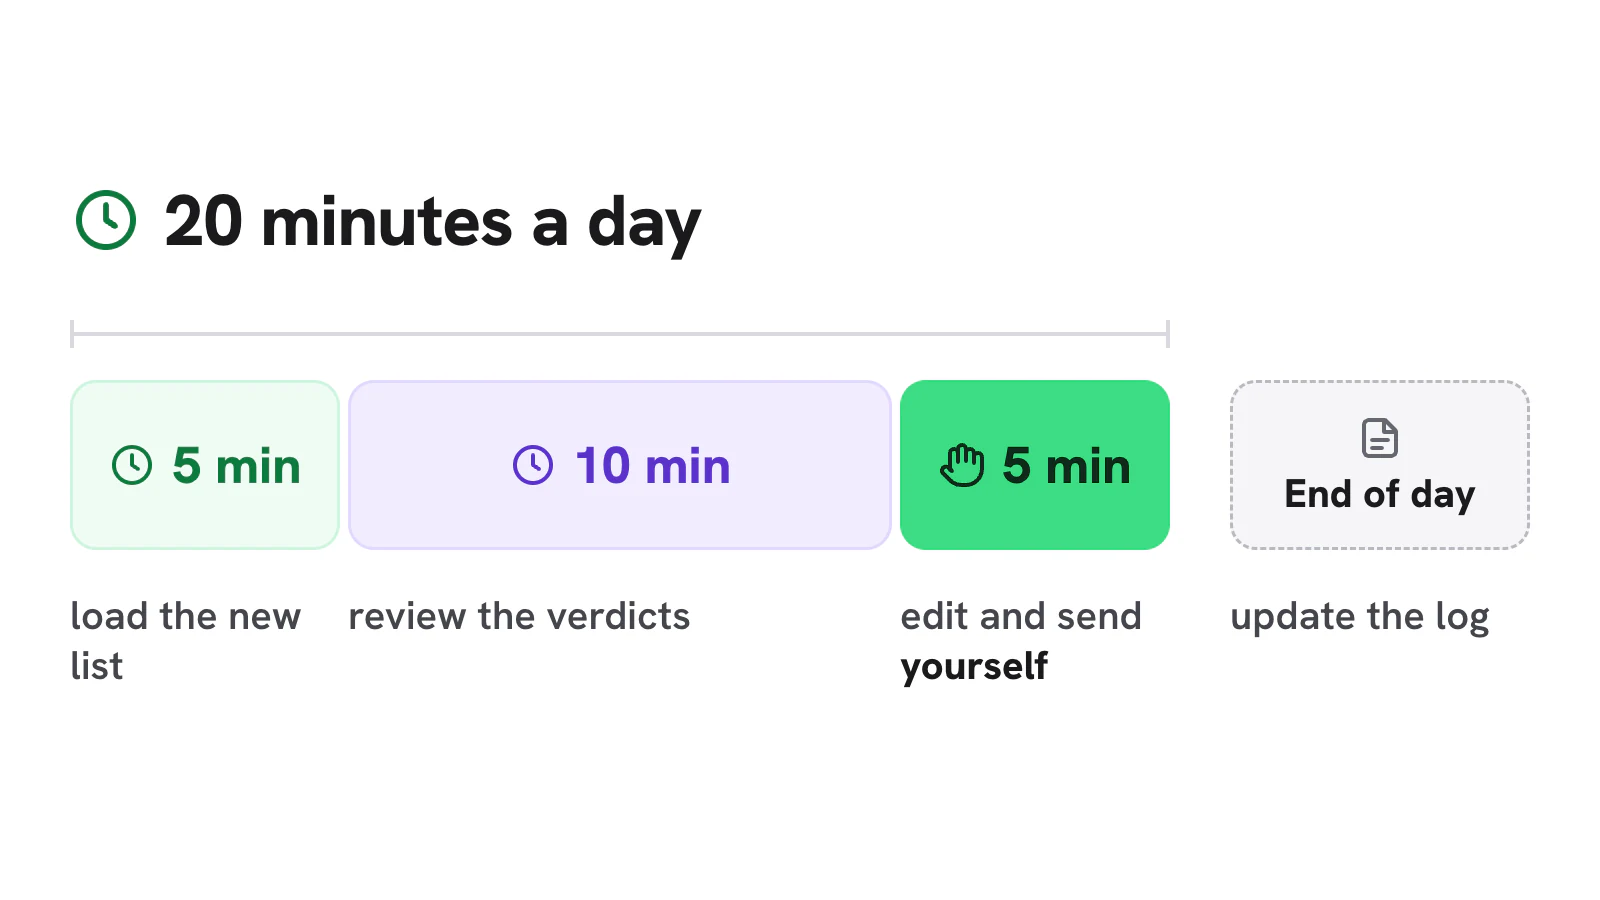 20 minutes a day
5 min
10 min
5 min
End of day
load the new
list
review the verdicts
edit and send
yourself
update the log